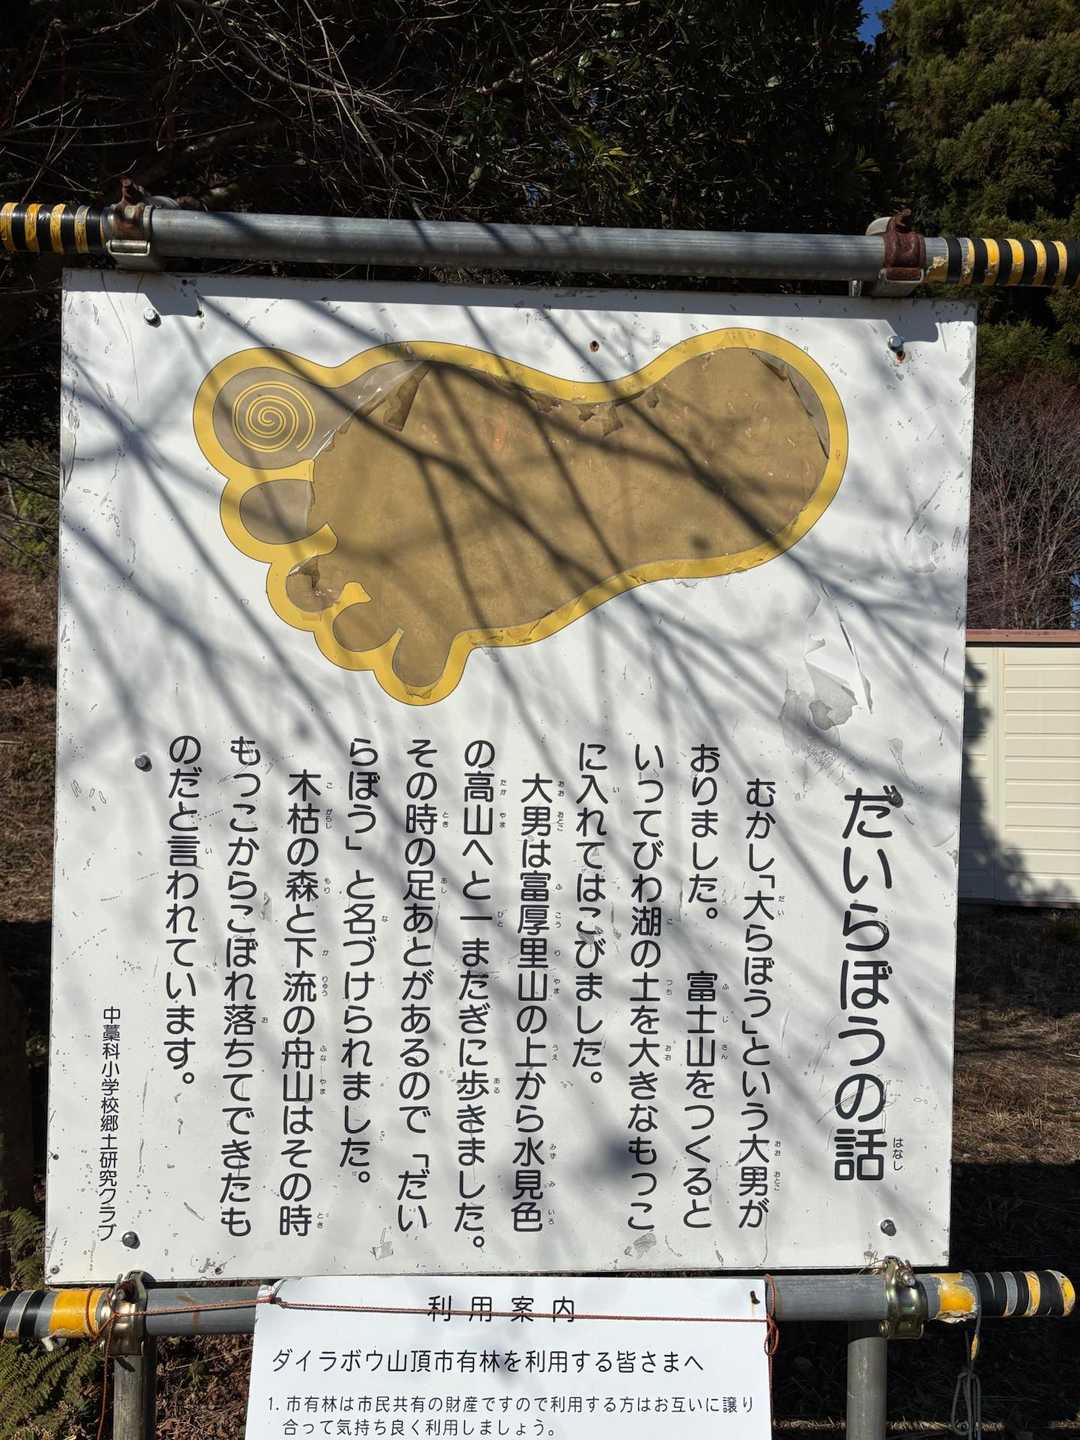 だいらぼうの話
むかし「大らぼう」という大男が
おりました。 富士山をつくると
いってびわ湖の土を大きなもっこ
に入れてはこびました。
大男は富厚里山の上から水見色
の高山へと一またぎに歩きました。
その時の足あとがあるので「だい
らぼう」と名づけられました。
木枯の森と下流の舟山はその時
もっこからこぼれ落ちてできたも
のだと言われています。
中藁科小学校郷土研究クラブ
利用案内
ダイラボウ山頂市有林を利用する皆さまへ
1. 市有林は市民共有の財産ですので利用する方はお互いに譲り
合って気持ち良く利用しましょう。